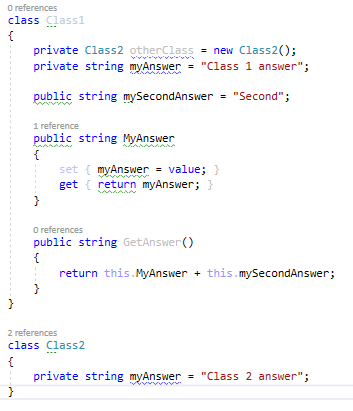 0 references
class Class1
{
private Class2 otherClass = new Class2();
private string myAnswer = "Class 1 answer";
public string mySecondAnswer = "Second";
1 reference
public string MyAnswer
{
set { myAnswer = value; }
get { return myAnswer; }
}
0 references
public string GetAnswer()
{
return this.MyAnswer + this.mySecondAnswer;
}
}
2 references
class Class2
{
private string myAnswer = "Class 2 answer";
}